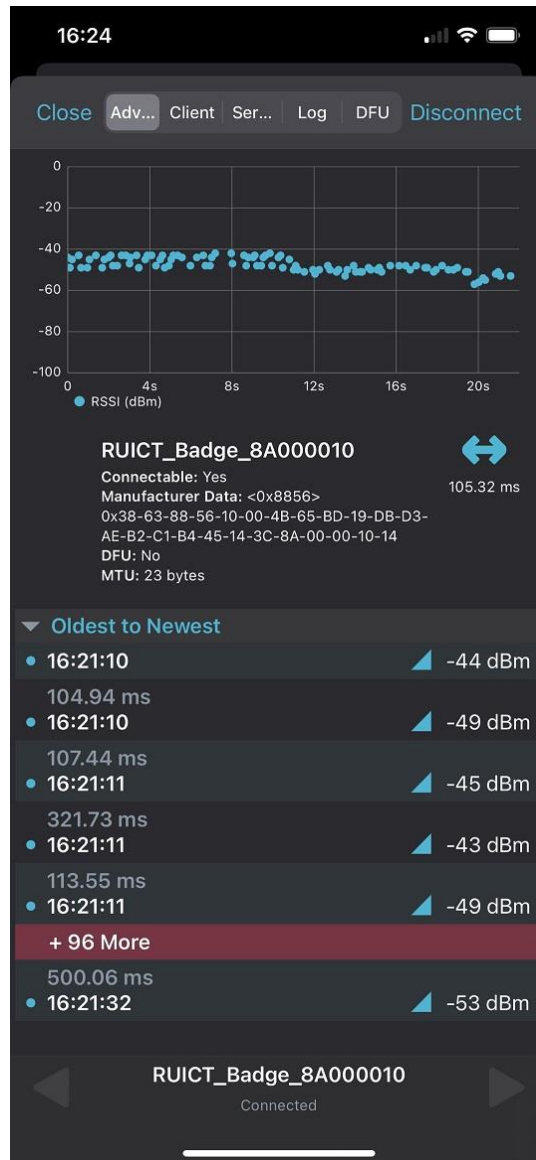 16:24
Close Adv... Client Ser... Log DFU Disconnect
0
-20
-40
-60
-80
-100
0 4s 8s 12s 16s 20s
RSSI (dBm)
RUICT_Badge_8A000010
Connectable: Yes
105.32 ms
Manufacturer Data: <0x8856>
0x38-63-88-56-10-00-4B-65-BD-19-DB-D3-
AE-B2-C1-B4-45-14-3C-8A-00-00-10-14
DFU: No
MTU: 23 bytes
Oldest to Newest
16:21:10 -44 dBm
104.94 ms
16:21:10 -49 dBm
107.44 ms
16:21:11 -45 dBm
321.73 ms
16:21:11 -43 dBm
113.55 ms
16:21:11 -49 dBm
+ 96 More
500.06 ms
16:21:32 -53 dBm
RUICT_Badge_8A000010
Connected